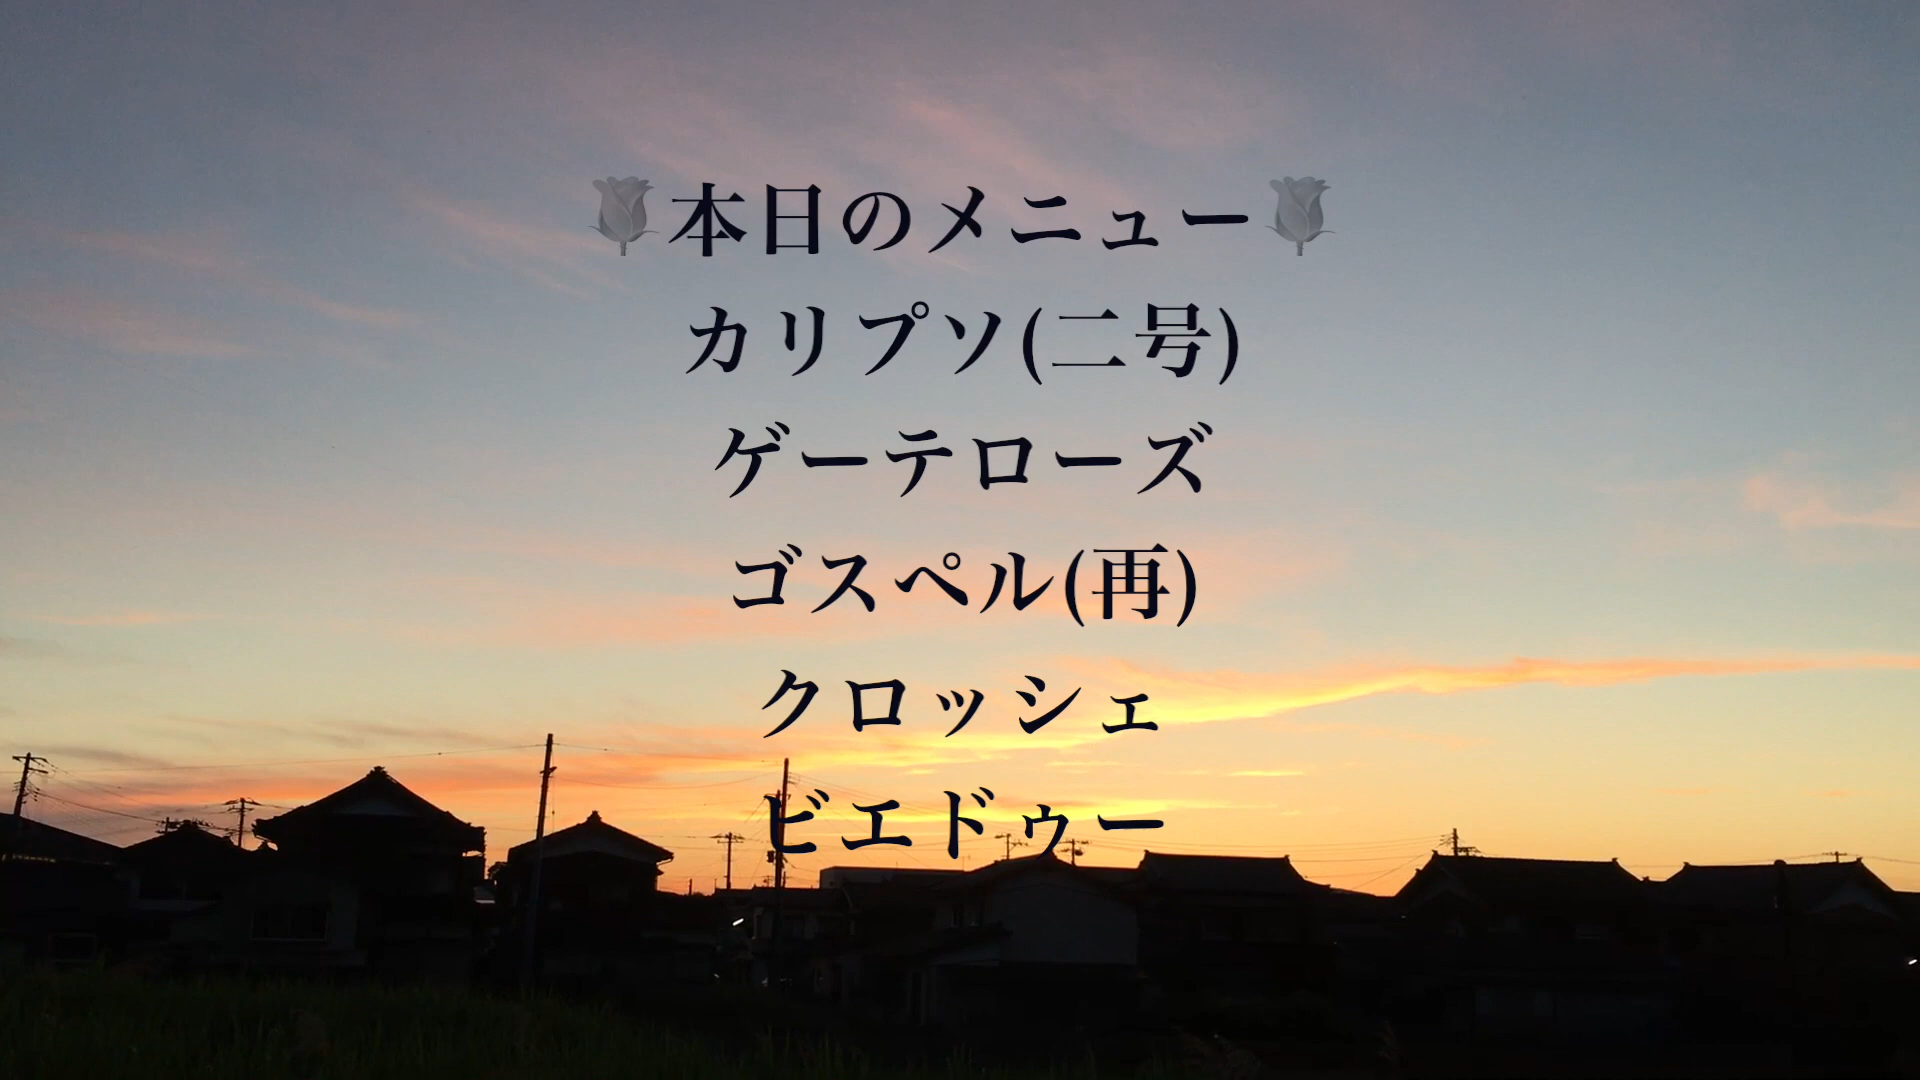 本日のメニュー
カリプソ(二号)
ゲーテローズ
ゴスペル(再)
クロッシェ
ビエドゥー